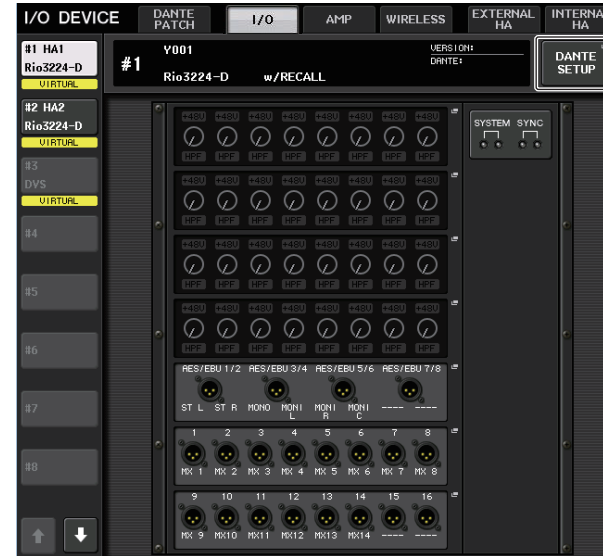 I/O DEVICE
DANTE PATCH
I/O
AMP
WIRELESS
EXTERNAL HA
INTERNA HA
#1 HA1
Rio3224-D
VIRTUAL
#2 HA2
Rio3224-D
VIRTUAL
#3
DVS
VIRTUAL
#4
#5
#6
#7
#8
#1
Y001
Rio3224-D w/RECALL
VERSION:
DANTE:
DANTE SETUP
SYSTEM SYNC
+48V +48V +48V +48V +48V +48V +48V +48V
HPF HPF HPF HPF HPF HPF HPF HPF
+48V +48V +48V +48V +48V +48V +48V +48V
HPF HPF HPF HPF HPF HPF HPF HPF
+48V +48V +48V +48V +48V +48V +48V +48V
HPF HPF HPF HPF HPF HPF HPF HPF
+48V +48V +48V +48V +48V +48V +48V +48V
HPF HPF HPF HPF HPF HPF HPF HPF
AES/EBU 1/2 AES/EBU 3/4 AES/EBU 5/6 AES/EBU 7/8
ST L ST R MONO MONI L MONI R MONI C ---- ----
1 2 3 4 5 6 7 8
MX 1 MX 2 MX 3 MX 4 MX 5 MX 6 MX 7 MX 8
9 10 11 12 13 14 15 16
MX 9 MX10 MX11 MX12 MX13 MX14 ---- ----